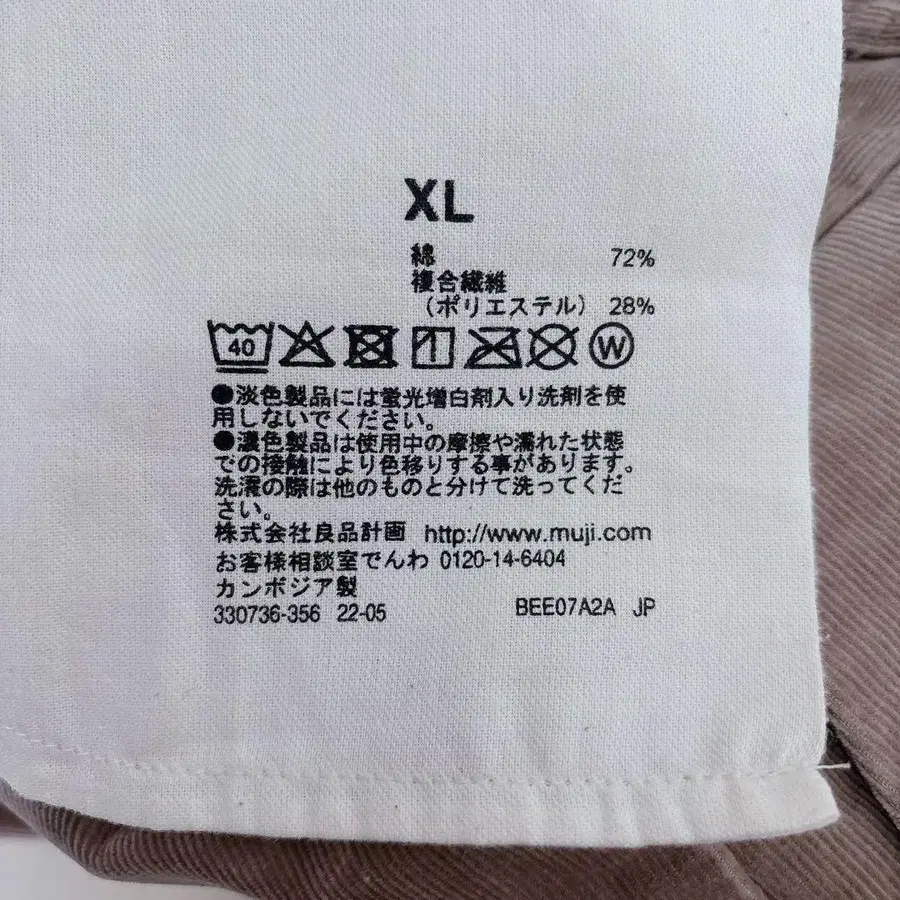 XL
綿 72%
複合繊維
（ポリエステル） 28%
40
W
●淡色製品には蛍光増白剤入り洗剤を使
用しないでください。
●濃色製品は使用中の摩擦や濡れた状態
での接触により色移りする事があります。
洗濯の際は他のものと分けて洗ってくだ
さい。
株式会社良品計画 http://www.muji.com
お客様相談室でんわ 0120-14-6404
カンボジア製
330736-356 22-05 BEE07A2A JP